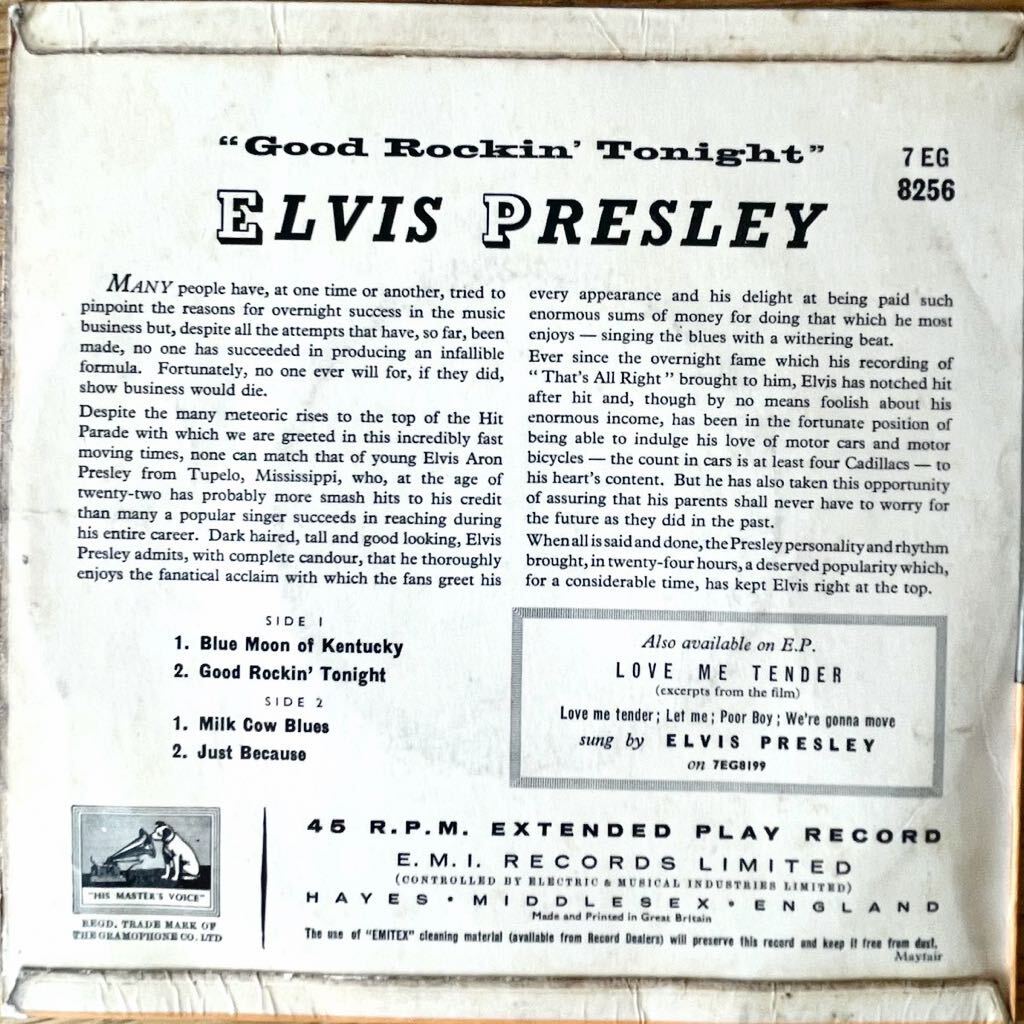 "Good Rockin' Tonight"
7 EG
8256
ELVIS PRESLEY
MANY people have, at one time or another, tried to
pinpoint the reasons for overnight success in the music
business but, despite all the attempts that have, so far, been
made, no one has succeeded in producing an infallible
formula. Fortunately, no one ever will for, if they did,
show business would die.
Despite the many meteoric rises to the top of the Hit
Parade with which we are greeted in this incredibly fast
moving times, none can match that of young Elvis Aron
Presley from Tupelo, Mississippi, who, at the age of
twenty-two has probably more smash hits to his credit
than many a popular singer succeeds in reaching during
his entire career. Dark haired, tall and good looking, Elvis
Presley admits, with complete candour, that he thoroughly
enjoys the fanatical acclaim with which the fans greet his
every appearance and his delight at being paid such
enormous sums of money for doing that which he most
enjoys — singing the blues with a withering beat.
Ever since the overnight fame which his recording of
"That's All Right" brought to him, Elvis has notched hit
after hit and, though by no means foolish about his
enormous income, has been in the fortunate position of
being able to indulge his love of motor cars and motor
bicycles — the count in cars is at least four Cadillacs — to
his heart's content. But he has also taken this opportunity
of assuring that his parents shall never have to worry for
the future as they did in the past.
When all is said and done, the Presley personality and rhythm
brought, in twenty-four hours, a deserved popularity which,
for a considerable time, has kept Elvis right at the top.
SIDE 1
1. Blue Moon of Kentucky
2. Good Rockin' Tonight
SIDE 2
1. Milk Cow Blues
2. Just Because
Also available on E.P.
LOVE ME TENDER
(excerpts from the film)
Love me tender; Let me; Poor Boy; We're gonna move
sung by ELVIS PRESLEY
on 7EG8199
"HIS MASTER'S VOICE"
REGD. TRADE MARK OF
THE GRAMOPHONE CO. LTD
45 R.P.M. EXTENDED PLAY RECORD
E.M.I. RECORDS LIMITED
(CONTROLLED BY ELECTRIC & MUSICAL INDUSTRIES LIMITED)
HAYES • MIDDLESEX • ENGLAND
Made and Printed in Great Britain
The use of "EMITEX" cleaning material (available from Record Dealers) will preserve this record and keep it free from dust.
Mayfair